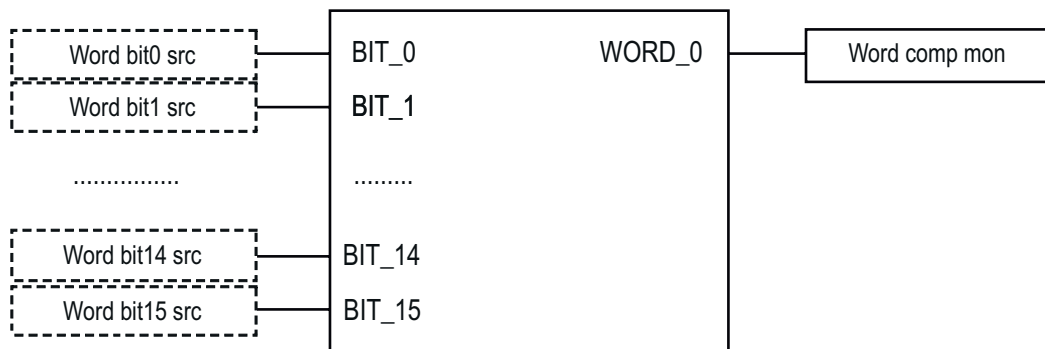 Word bit0 src BIT_0 WORD_0 Word comp mon
Word bit1 src BIT_1
................ .........
Word bit14 src BIT_14
Word bit15 src BIT_15